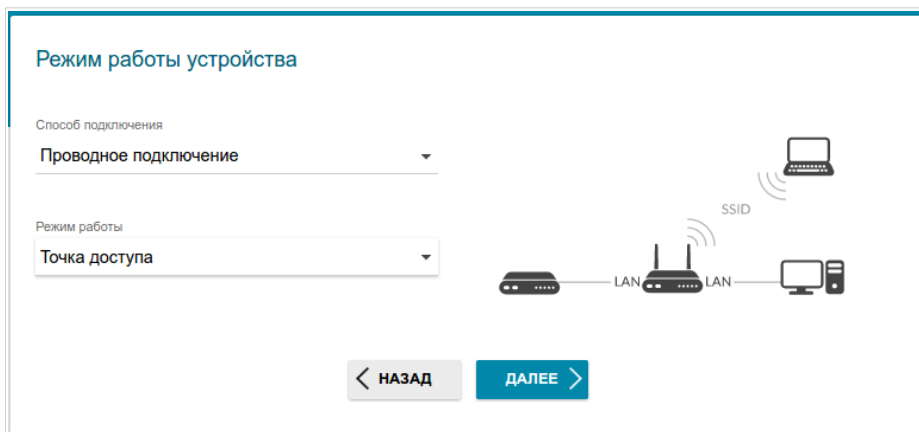 Режим работы устройства
Способ подключения
Проводное подключение
SSID
Режим работы
Точка доступа
LAN LAN
НАЗАД ДАЛЕЕ